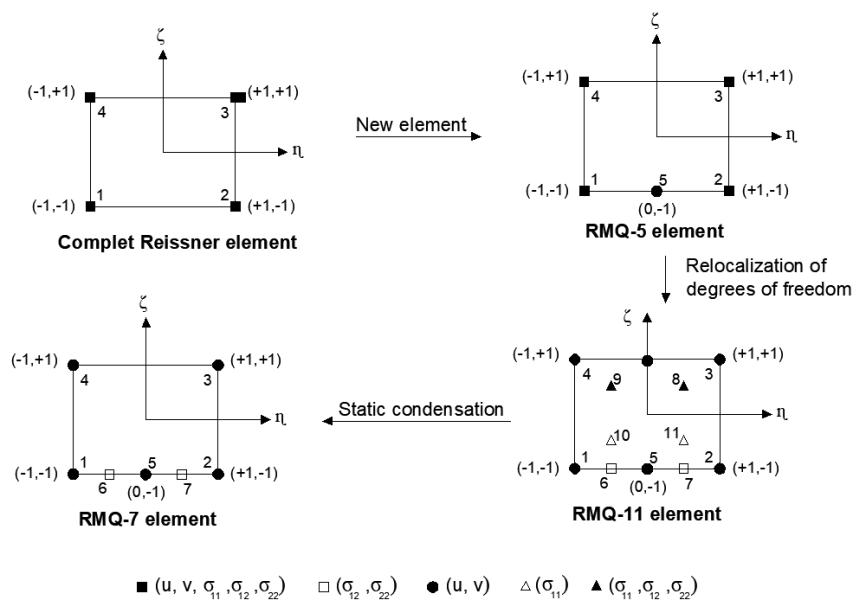 ζ
(-1,+1)
(+1,+1)
4
3
η
1
2
(-1,-1)
(+1,-1)
Complet Reissner element
New element
ζ
(-1,+1)
(+1,+1)
4
3
η
1
5
2
(-1,-1)
(+1,-1)
(0,-1)
RMQ-5 element
Relocalization of
degrees of freedom
ζ
(-1,+1)
(+1,+1)
4
3
η
1
5
2
(-1,-1)
(+1,-1)
6
7
(0,-1)
RMQ-7 element
Static condensation
ζ
(-1,+1)
(+1,+1)
4
9
8
3
η
10
11
1
5
2
(-1,-1)
(+1,-1)
6
7
(0,-1)
RMQ-11 element
■ (u, v, σ₁₁ ,σ₁₂ ,σ₂₂) □ (σ₁₂ ,σ₂₂) ● (u, v) △ (σ₁₁) ▲ (σ₁₁ ,σ₁₂ ,σ₂₂)